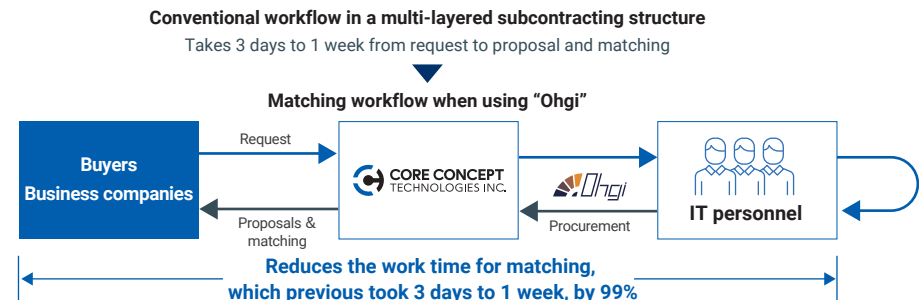 Conventional workflow in a multi-layered subcontracting structure
Takes 3 days to 1 week from request to proposal and matching
Matching workflow when using “Ohgi”
Buyers
Business companies
Request
Proposals &
matching
CORE CONCEPT
TECHNOLOGIES INC.
Ohgi
Procurement
IT personnel
Reduces the work time for matching,
which previous took 3 days to 1 week, by 99%